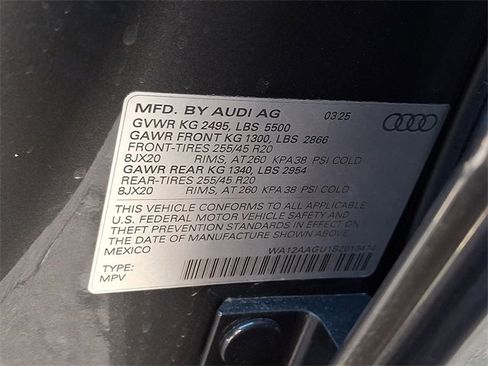 MFD. BY AUDI AG 03/25
GVWR KG 2495, LBS 5500
GAWR FRONT KG 1300, LBS 2866
FRONT-TIRES 255/45 R20
8JX20 RIMS, AT 260 KPA38 PSI COLD
GAWR REAR KG 1340, LBS 2954
REAR-TIRES 255/45 R20
8JX20 RIMS, AT 260 KPA 38 PSI COLD
THIS VEHICLE CONFORMS TO ALL APPLICABLE
U.S. FEDERAL MOTOR VEHICLE SAFETY AND
THEFT PREVENTION STANDARDS IN EFFECT ON
THE DATE OF MANUFACTURE SHOWN ABOVE.
MEXICO
TYPE:
MPV